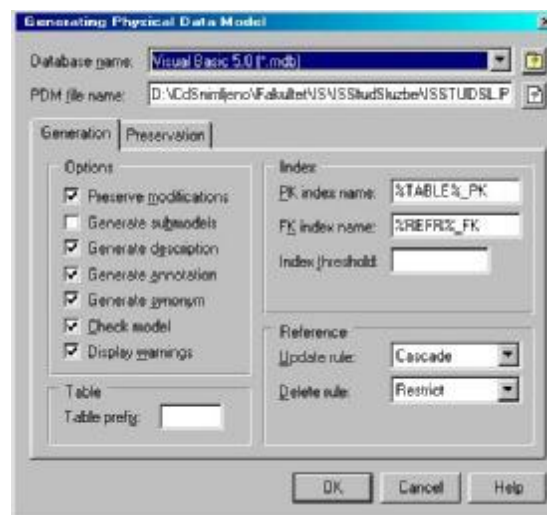 Generating Physical Data Model
Database name: Visual Basic 5.0 (*.mdb)
PDM file name: D:\CdSnimljeno\Fakultet\IS\ISStudSluzbe\ISSTUDSL.P
Generation Preservation
Options
Preserve modifications
Generate submodels
Generate description
Generate annotation
Generate synonym
Check model
Display warnings
Table
Table prefix:
Index
PK index name: %TABLE%_PK
FK index name: %REFR%_FK
Index threshold:
Reference
Update rule: Cascade
Delete rule: Restrict
OK Cancel Help